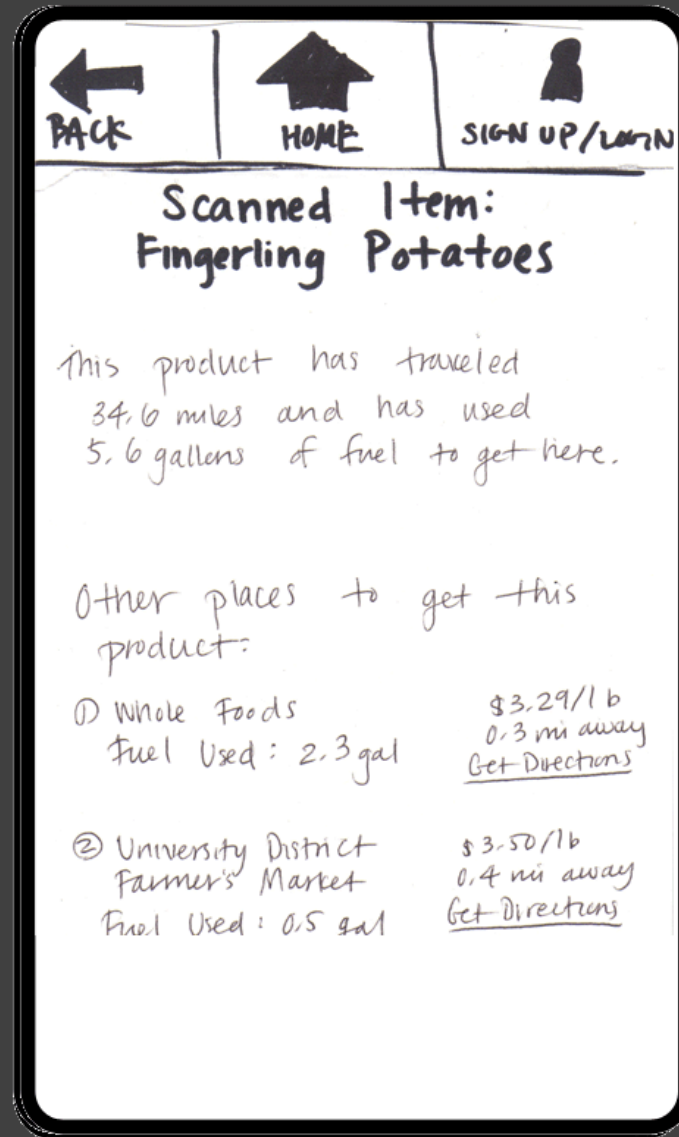 BACK
HOME
SIGN UP/LOGIN
Scanned Item:
Fingerling Potatoes
This product has traveled
34.6 miles and has used
5.6 gallons of fuel to get here.
Other places to get this
product:
① Whole Foods
Fuel Used: 2.3 gal
$3.29/lb
0.3 mi away
Get Directions
② University District
Farmer's Market
Fuel Used: 0.5 gal
$3.50/lb
0.4 mi away
Get Directions